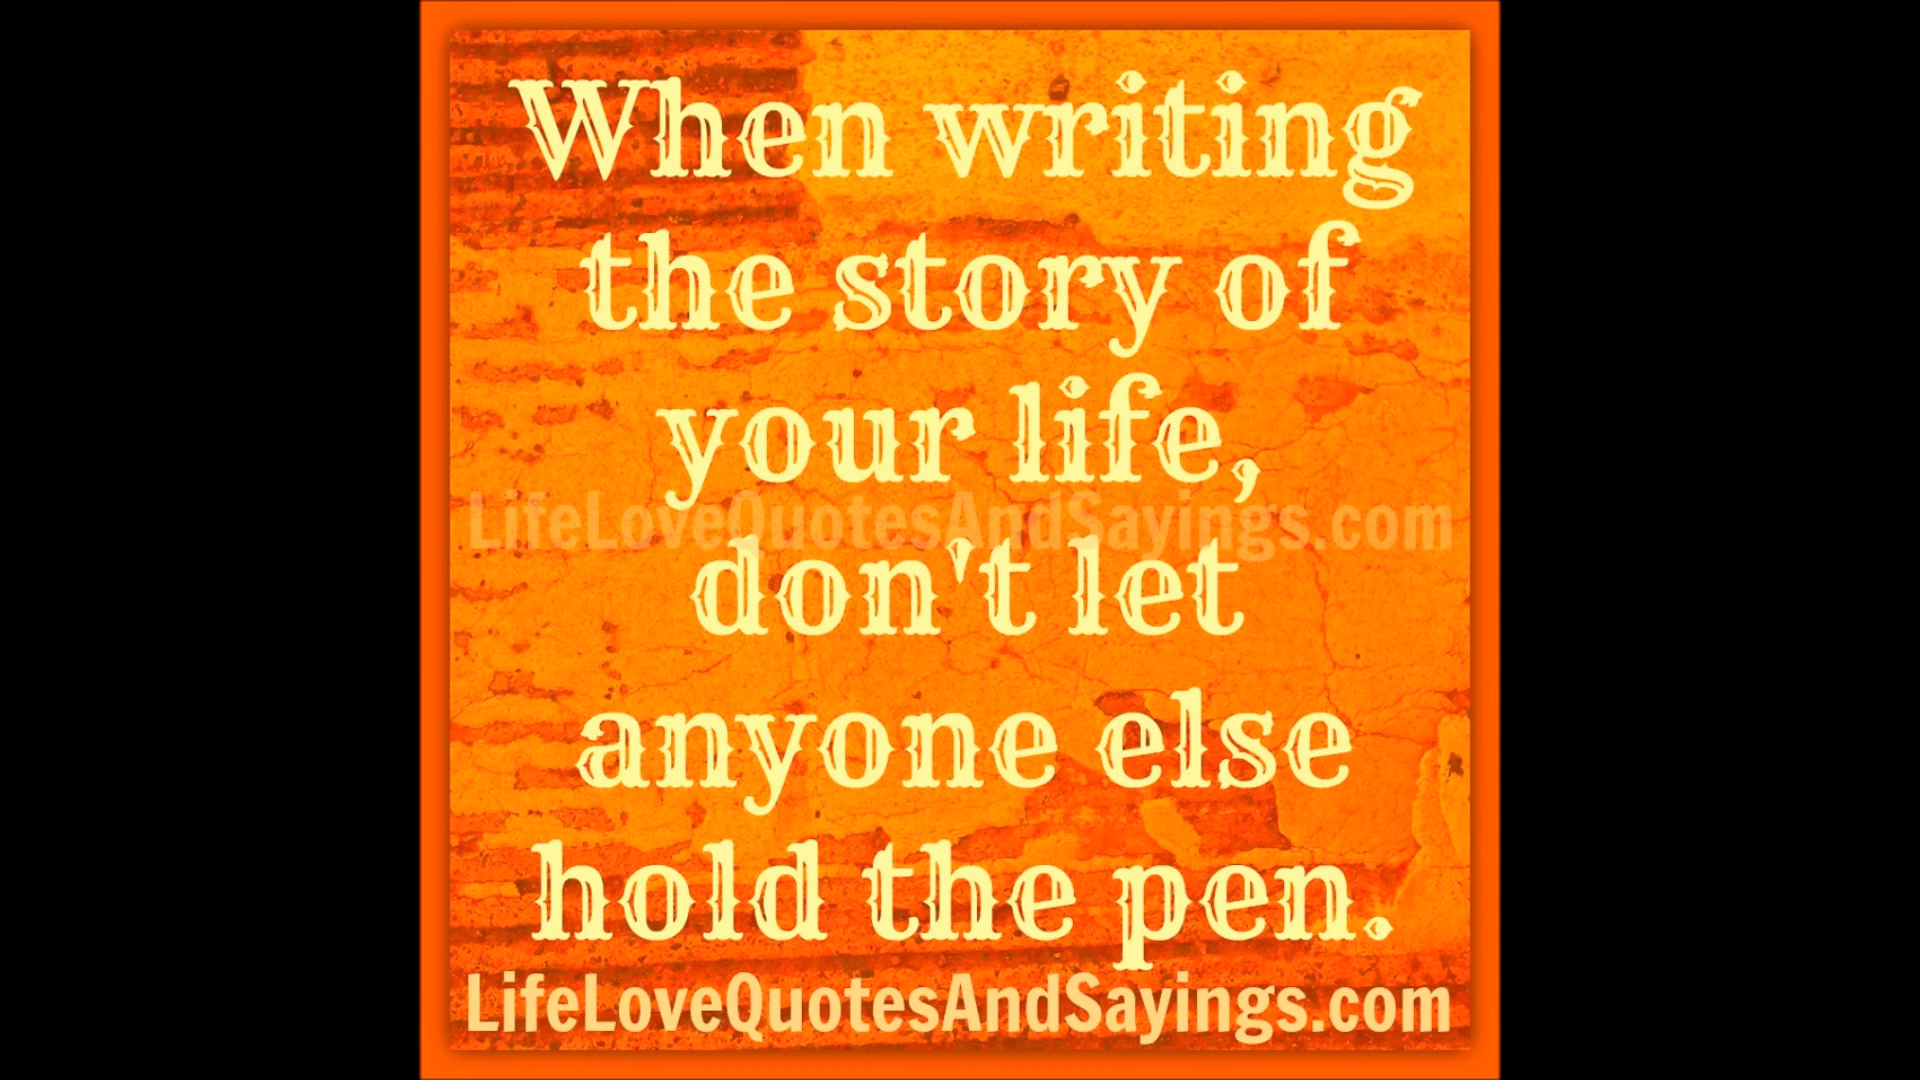 When writing
the story of
your life,
LifeLoveQuotesAndSayings.com
don't let
anyone else
hold the pen.
LifeLoveQuotesAndSayings.com